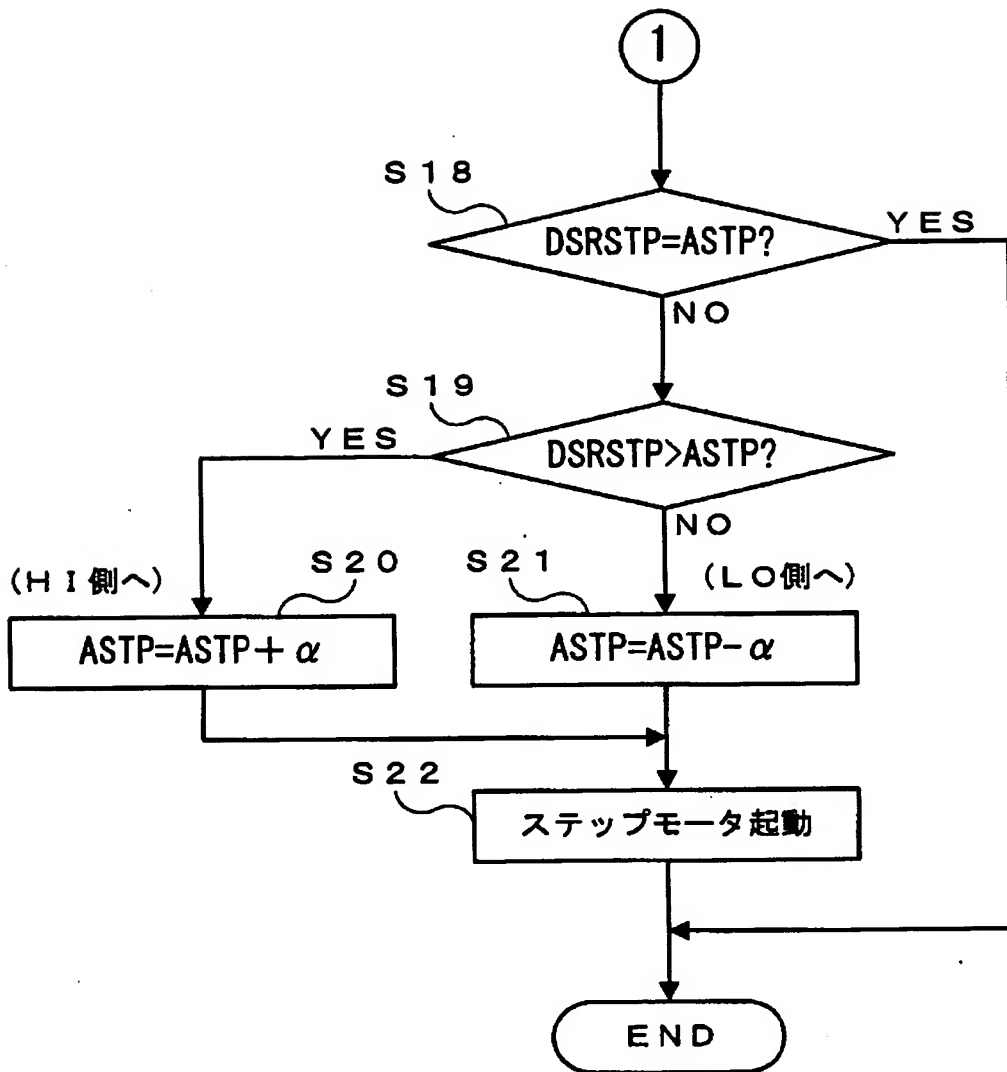 1
S18
DSRSTP=ASTP?
YES
NO
S19
YES
DSRSTP>ASTP?
NO
(HI側へ)
S20
S21
(LO側へ)
ASTP=ASTP+α
ASTP=ASTP-α
S22
ステップモータ起動
END